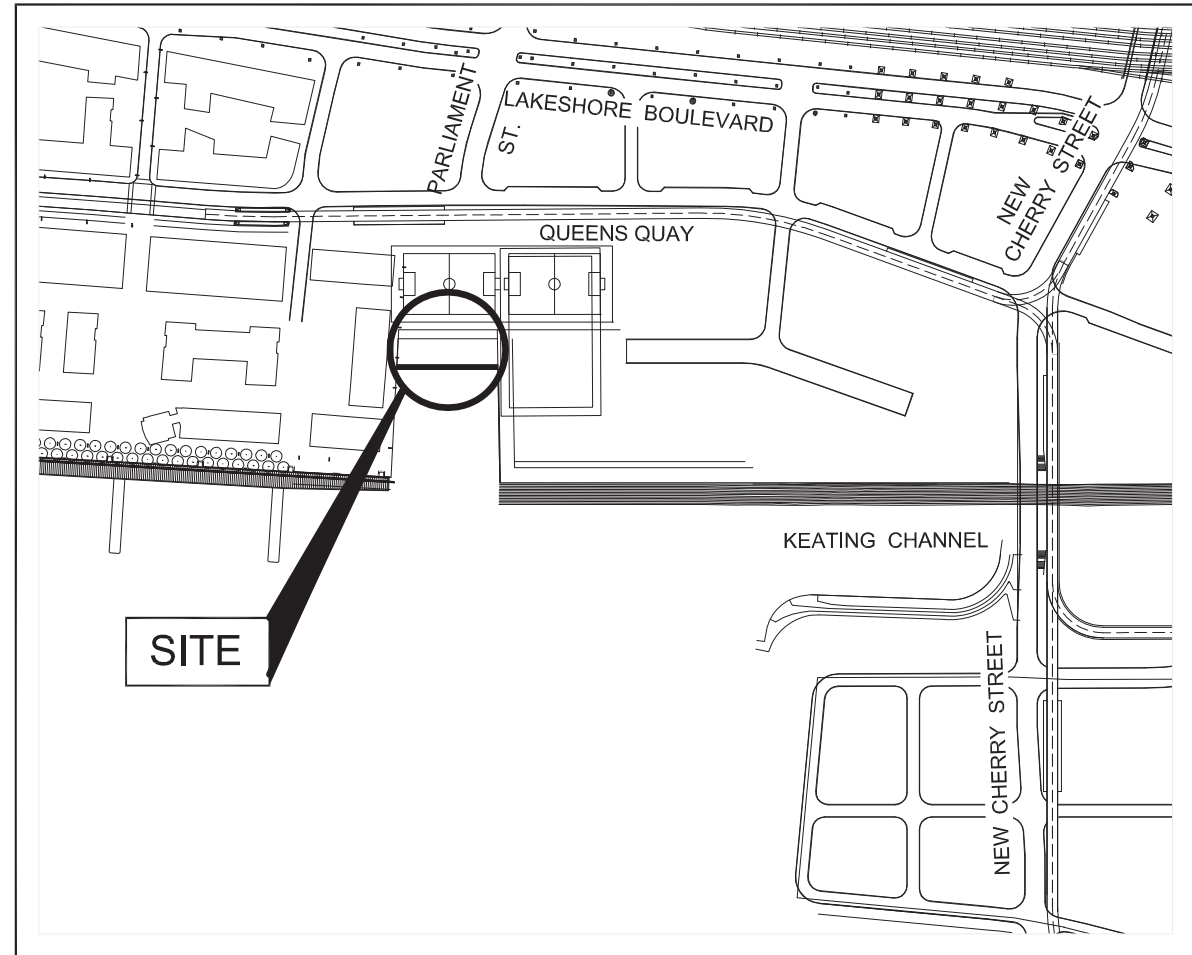 PARLIAMENT
ST.
LAKESHORE BOULEVARD
NEW
CHERRY STREET
QUEENS QUAY
KEATING CHANNEL
SITE
NEW CHERRY STREET